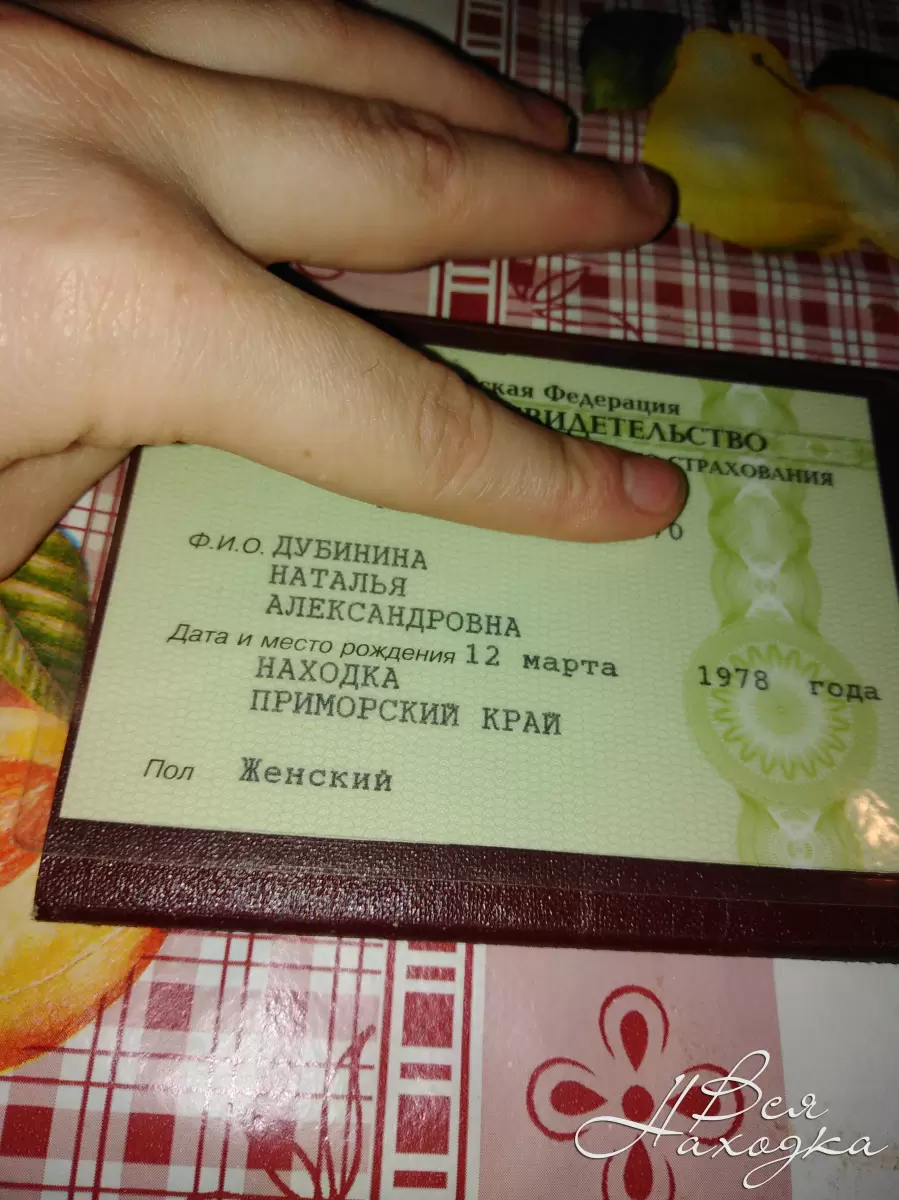 ская Федерация
ВИДЕТЕЛЬСТВО
СТРАХОВАНИЯ
Ф.И.О. ДУБИНИНА
НАТАЛЬЯ
АЛЕКСАНДРОВНА
Дата и место рождения 12 марта 1978 года
НАХОДКА
ПРИМОРСКИЙ КРАЙ
Пол Женский
Вся
Находка